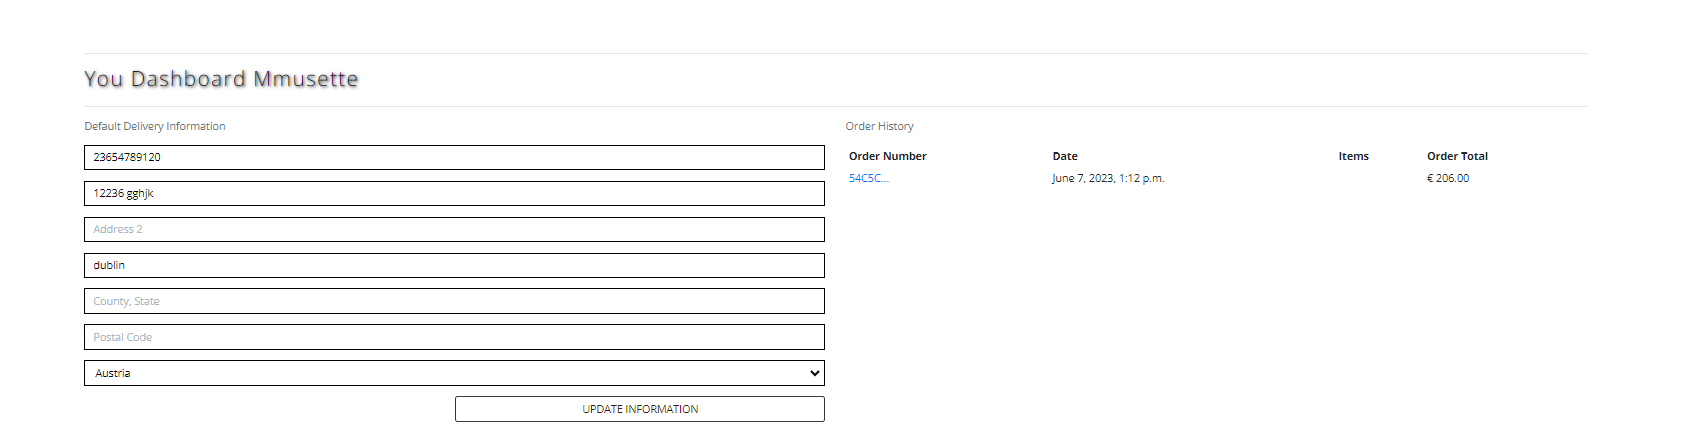 You Dashboard Mmusette
Default Delivery Information
23654789120
12236 gghjk
Address 2
dublin
County, State
Postal Code
Austria
UPDATE INFORMATION
Order History
Order Number Date Items Order Total
54C5C... June 7, 2023, 1:12 p.m. € 206.00